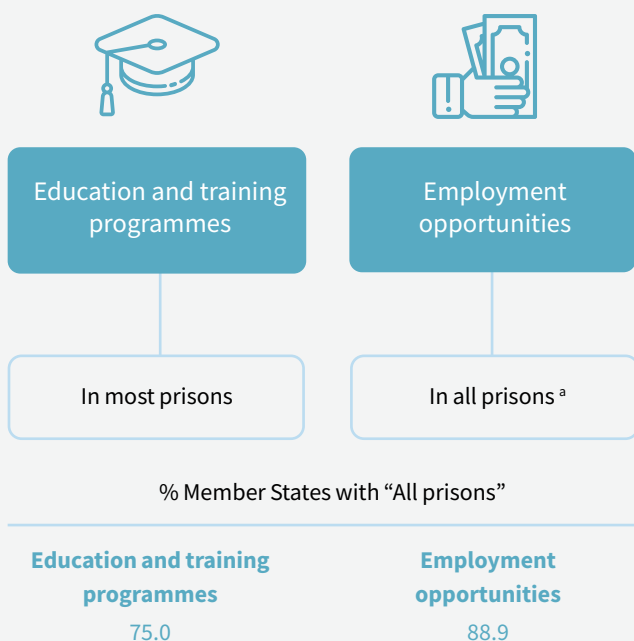 Education and training
programmes
Employment
opportunities
In most prisons
In all prisons ª
% Member States with “All prisons”
Education and training
programmes
Employment
opportunities
75.0
88.9